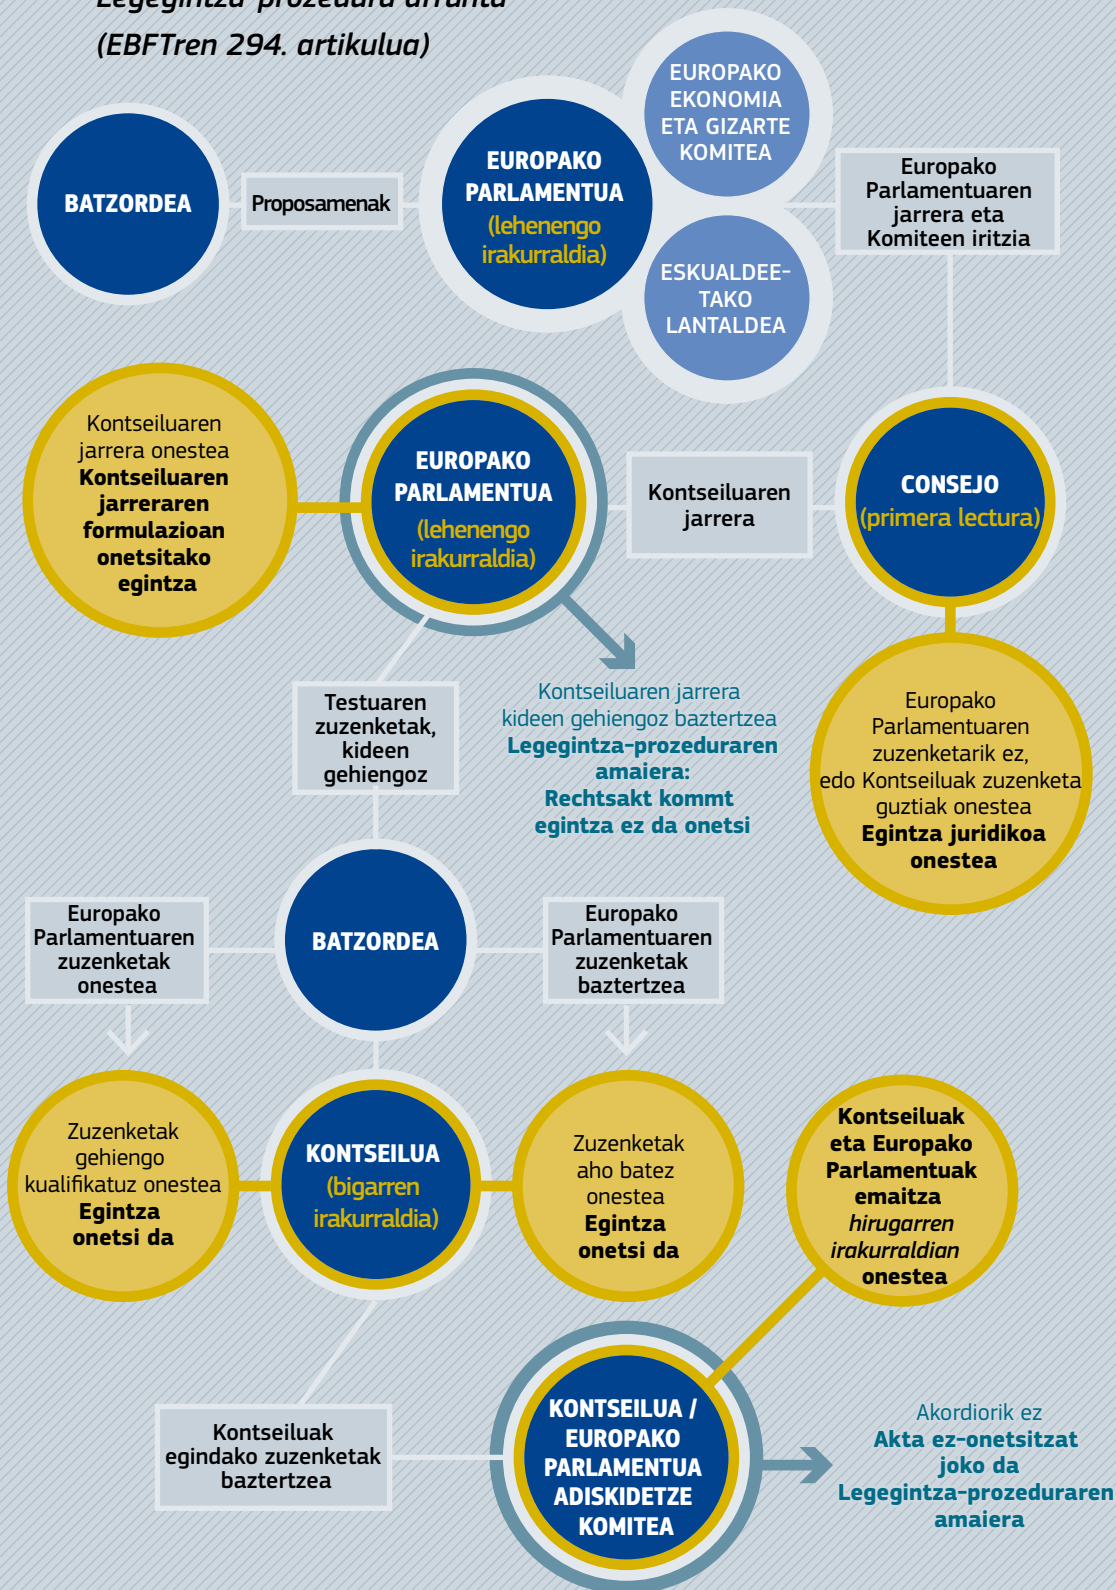 Legegintza-prozedura arrunta
(EBFTren 294. artikulua)
BATZORDEA
Proposamenak
EUROPAKO
PARLAMENTUA
(lehenengo
irakurraldia)
EUROPAKO
EKONOMIA
ETA GIZARTE
KOMITEA
ESKUALDEE-
TAKO
LANTALDEA
Europako
Parlamentuaren
jarrera eta
Komiteen iritzia
Kontseiluaren
jarrera onestea
Kontseiluaren
jarreraren
formulazioan
onetsitako
egintza
EUROPAKO
PARLAMENTUA
(lehenengo
irakurraldia)
Kontseiluaren
jarrera
CONSEJO
(primera lectura)
Testuaren
zuzenketak,
kideen
gehiengoz
Kontseiluaren jarrera
kideen gehiengoz baztertzea
Legegintza-prozeduraren
amaiera:
Rechtsakt kommt
egintza ez da onetsi
Europako
Parlamentuaren
zuzenketarik ez,
edo Kontseiluak zuzenketa
guztiak onestea
Egintza juridikoa
onestea
Europako
Parlamentuaren
zuzenketak
onestea
BATZORDEA
Europako
Parlamentuaren
zuzenketak
baztertzea
Zuzenketak
gehiengo
kualifikatuz onestea
Egintza
onetsi da
KONTSEILUA
(bigarren
irakurraldia)
Zuzenketak
aho batez
onestea
Egintza
onetsi da
Kontseiluak
eta Europako
Parlamentuak
emaitza
hirugarren
irakurraldian
onestea
Kontseiluak
egindako zuzenketak
baztertzea
KONTSEILUA /
EUROPAKO
PARLAMENTUA
ADISKIDETZE
KOMITEA
Akordiorik ez
Akta ez-onetsitzat
joko da
Legegintza-prozeduraren
amaiera